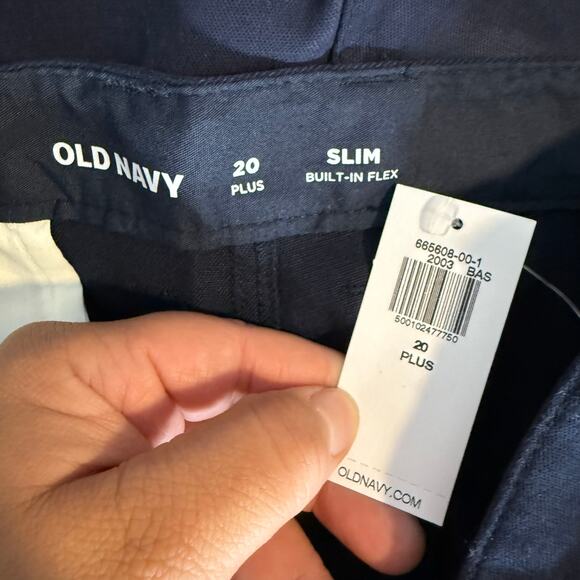 OLD NAVY
20
PLUS
SLIM
BUILT-IN FLEX
665608-00-1
2003 BAS
500102477750
20
PLUS
OLDNAVY.COM